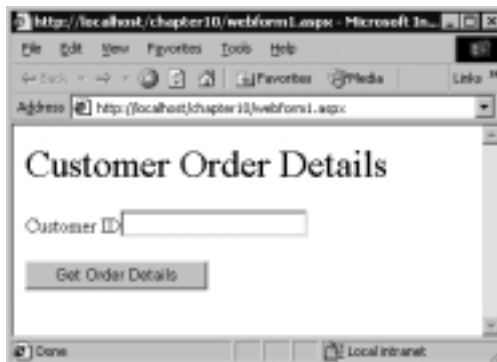 http://localhost/chapter10/webform1.aspx - Microsoft In...
File Edit View Favorites Tools Help
Back Favorites Media Links »
Address http://localhost/chapter10/webform1.aspx
Customer Order Details
Customer ID
Get Order Details
Done Local intranet